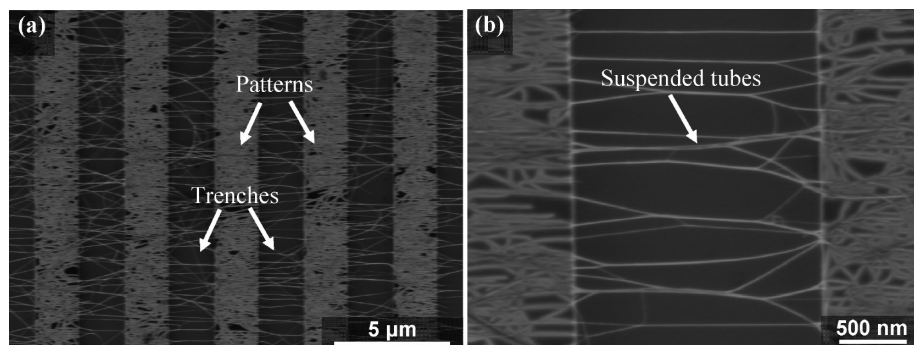 (a)
Patterns
Trenches
5 µm
(b)
Suspended tubes
500 nm